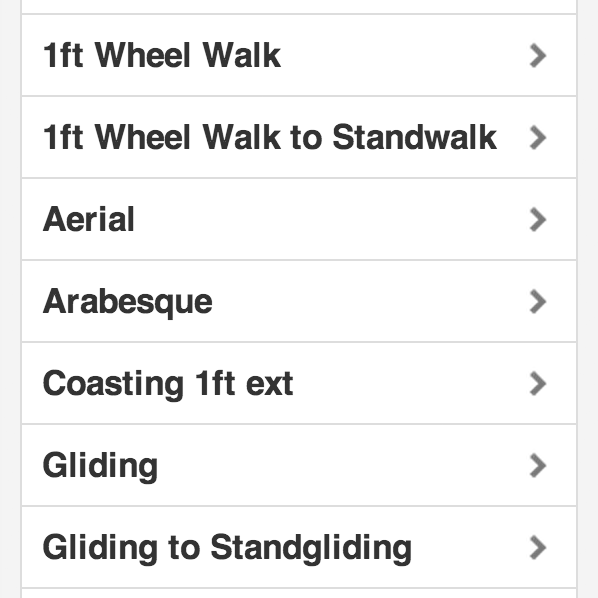 1ft Wheel Walk
1ft Wheel Walk to Standwalk
Aerial
Arabesque
Coasting 1ft ext
Gliding
Gliding to Standgliding